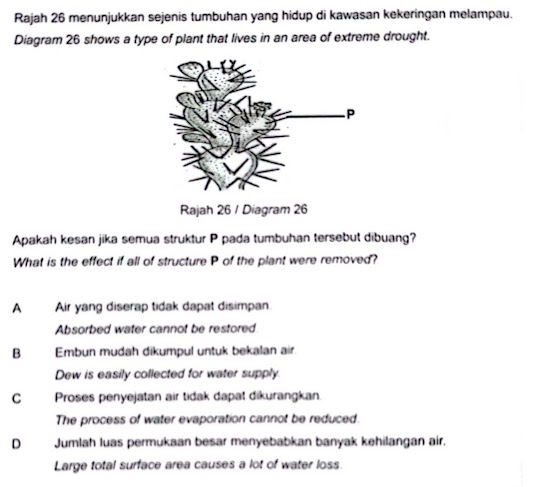 Rajah 26 menunjukkan sejenis tumbuhan yang hidup di kawasan kekeringan melampau.
Diagram 26 shows a type of plant that lives in an area of extreme drought.
P
Rajah 26 / Diagram 26
Apakah kesan jika semua struktur P pada tumbuhan tersebut dibuang?
What is the effect if all of structure P of the plant were removed?
A Air yang diserap tidak dapat disimpan
Absorbed water cannot be restored
B Embun mudah dikumpul untuk bekalan air
Dew is easily collected for water supply
C Proses penyejatan air tidak dapat dikurangkan
The process of water evaporation cannot be reduced.
D Jumlah luas permukaan besar menyebabkan banyak kehilangan air.
Large total surface area causes a lot of water loss.